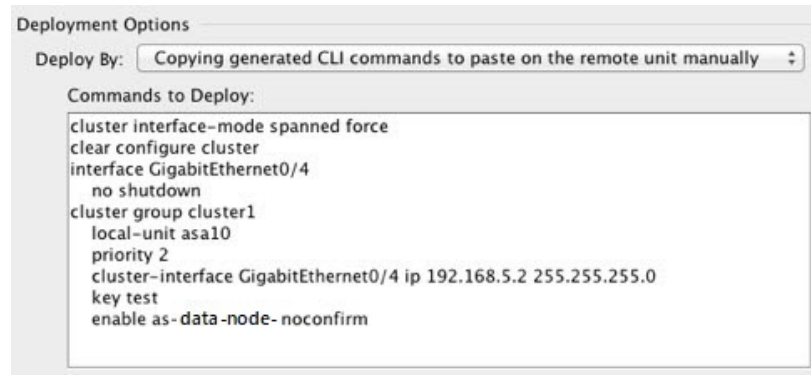 Deployment Options
Deploy By: Copying generated CLI commands to paste on the remote unit manually
Commands to Deploy:
cluster interface-mode spanned force
clear configure cluster
interface GigabitEthernet0/4
no shutdown
cluster group cluster1
local-unit asa10
priority 2
cluster-interface GigabitEthernet0/4 ip 192.168.5.2 255.255.255.0
key test
enable as-data-node-noconfirm